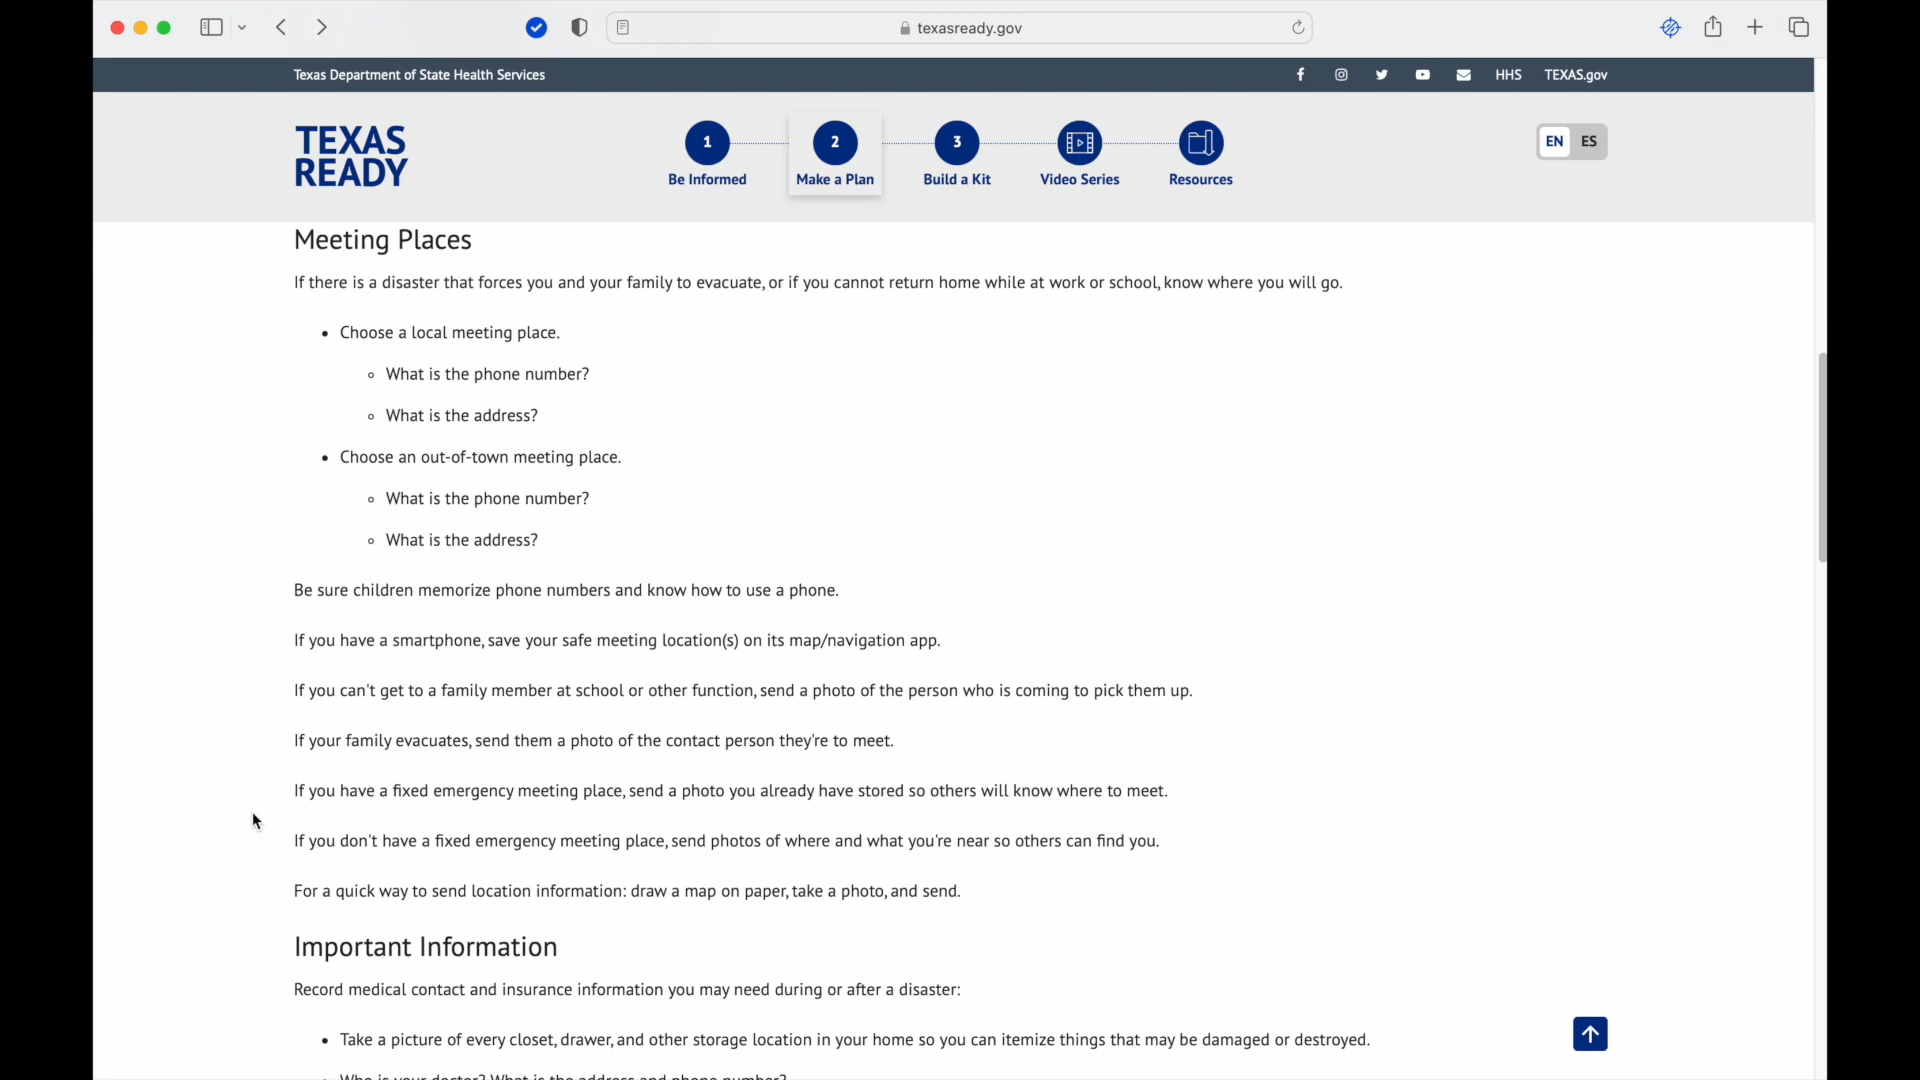 texasready.gov
Texas Department of State Health Services
HHS
TEXAS.gov
TEXAS
READY
1
Be Informed
2
Make a Plan
3
Build a Kit
Video Series
Resources
EN
ES
Meeting Places
If there is a disaster that forces you and your family to evacuate, or if you cannot return home while at work or school, know where you will go.
• Choose a local meeting place.
◦ What is the phone number?
◦ What is the address?
• Choose an out-of-town meeting place.
◦ What is the phone number?
◦ What is the address?
Be sure children memorize phone numbers and know how to use a phone.
If you have a smartphone, save your safe meeting location(s) on its map/navigation app.
If you can't get to a family member at school or other function, send a photo of the person who is coming to pick them up.
If your family evacuates, send them a photo of the contact person they're to meet.
If you have a fixed emergency meeting place, send a photo you already have stored so others will know where to meet.
If you don't have a fixed emergency meeting place, send photos of where and what you're near so others can find you.
For a quick way to send location information: draw a map on paper, take a photo, and send.
Important Information
Record medical contact and insurance information you may need during or after a disaster:
• Take a picture of every closet, drawer, and other storage location in your home so you can itemize things that may be damaged or destroyed.
Who is your doctor? What is the address and phone number?